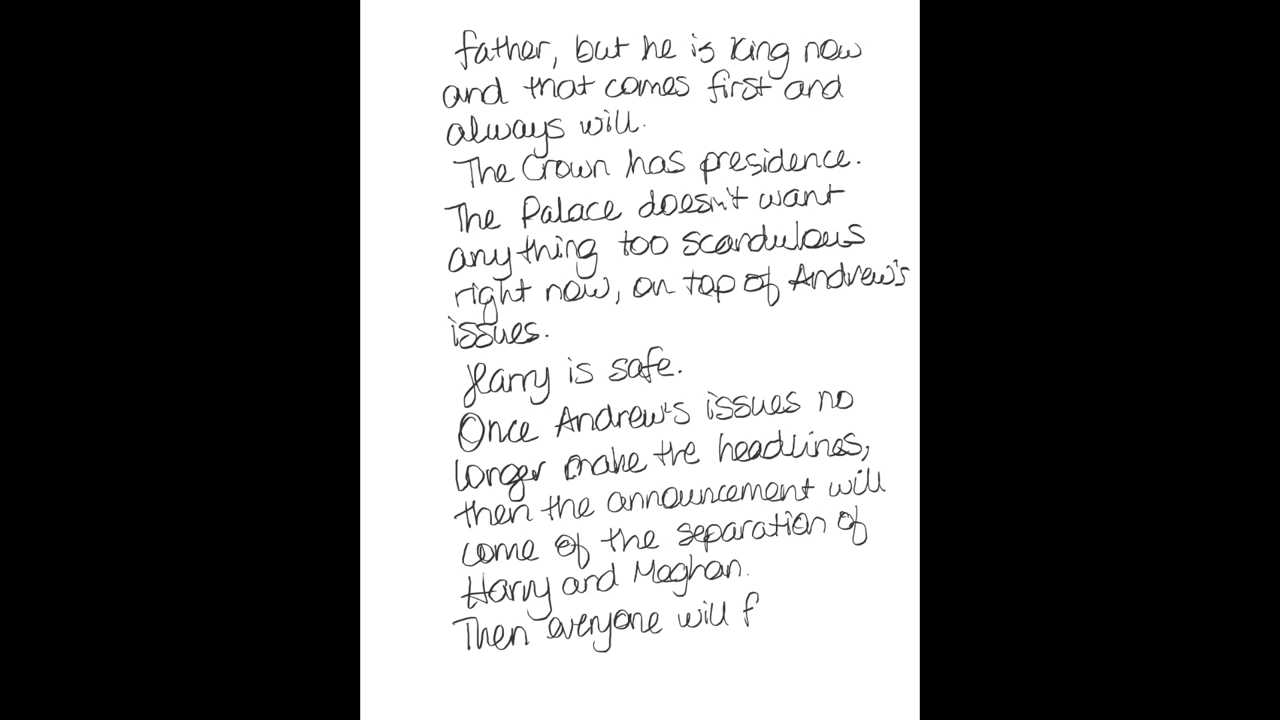 father, but he is king now
and that comes first and
always will.
The Crown has presidence.
The Palace doesn't want
anything too scandulous
right now, on top of Andrew's
issues.
Harry is safe.
Once Andrew's issues no
longer make the headlines,
then the announcement will
come of the separation of
Harry and Meghan.
Then everyone will f